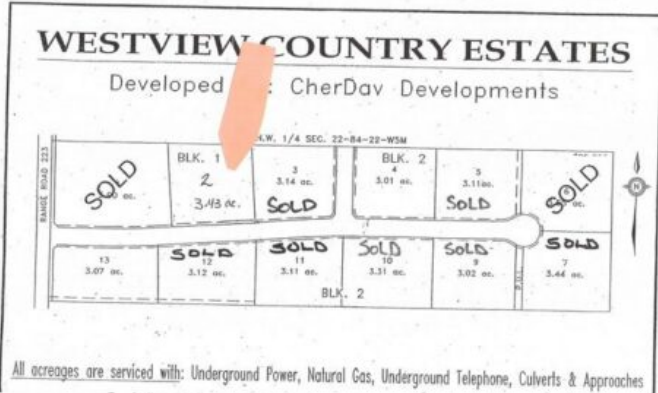 WESTVIEW COUNTRY ESTATES
Developed : CherDav Developments
N.W. 1/4 SEC. 22-84-22-W5M
RANGE ROAD 223
SOLD
BLK. 1
2
3.43 ac.
3
3.14 ac.
SOLD
BLK. 2
4
3.01 ac.
5
3.11ac.
SOLD
SOLD
N
13
3.07 ac.
SOLD
12
3.12 ac.
SOLD
11
3.11 ac.
SOLD
10
3.31 ac.
SOLD
9
3.02 ac.
P.U.L.
SOLD
7
3.44 ac.
BLK. 2
All acreages are serviced with: Underground Power, Natural Gas, Underground Telephone, Culverts & Approaches